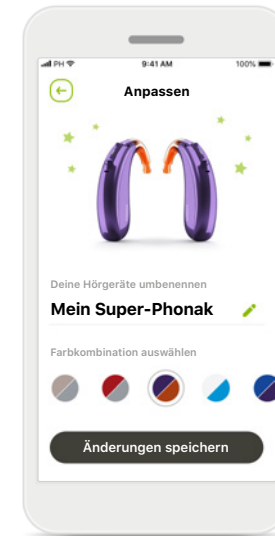 PH 9:41 AM 100%
Anpassen
Deine Hörgeräte umbenennen
Mein Super-Phonak
Farbkombination auswählen
Änderungen speichern